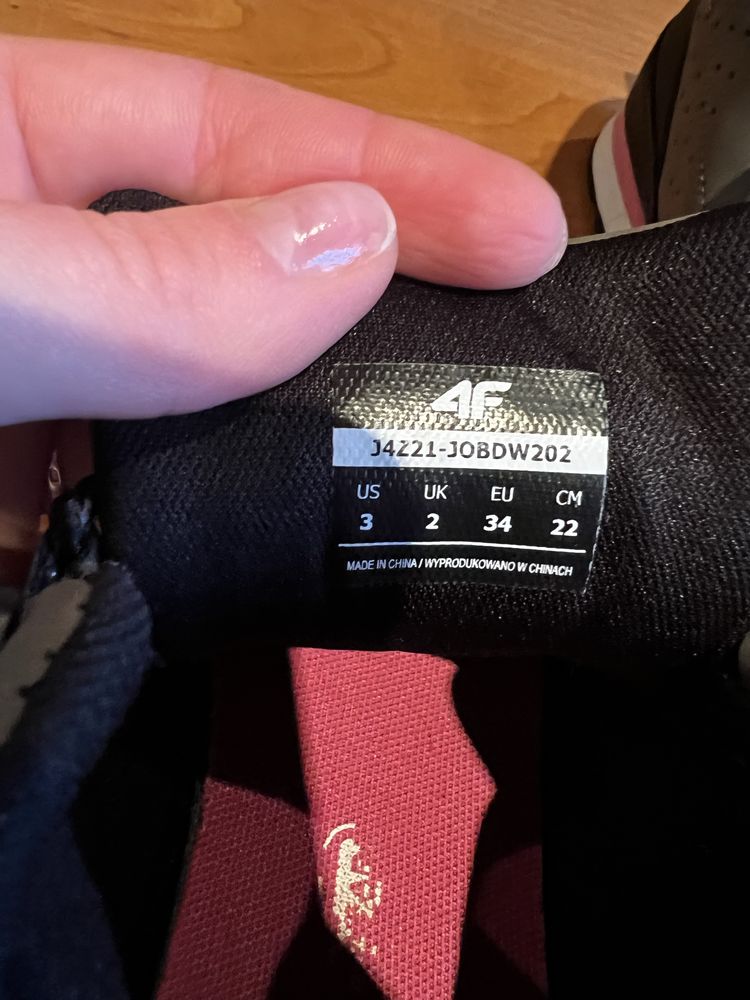 4F
J4Z21-JOBDW202
US UK EU CM
3 2 34 22
MADE IN CHINA / WYPRODUKOWANO W CHINACH